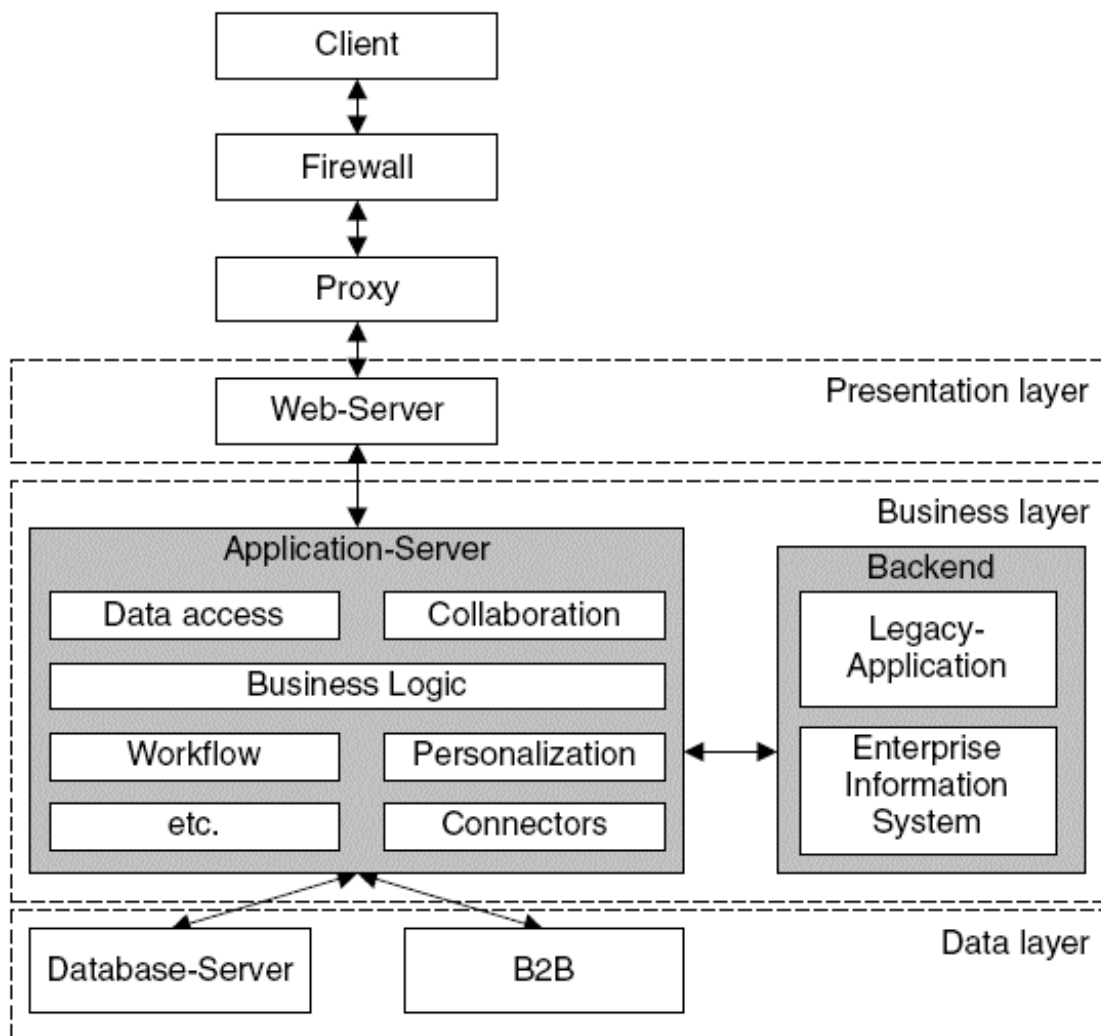 Client
Firewall
Proxy
Presentation layer
Web-Server
Business layer
Application-Server
Backend
Data access
Collaboration
Legacy-
Application
Business Logic
Workflow
Personalization
Enterprise
Information
System
etc.
Connectors
Data layer
Database-Server
B2B